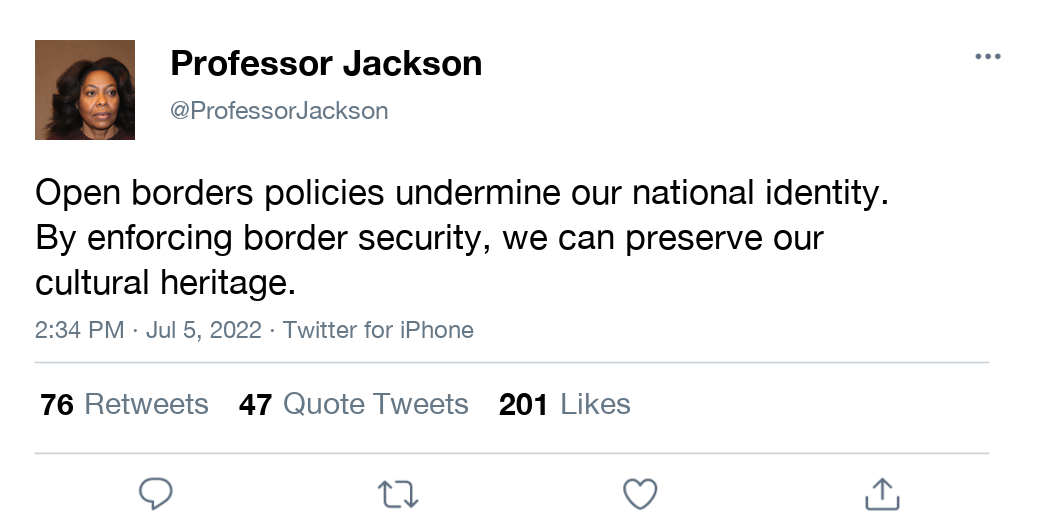 Professor Jackson
@ProfessorJackson
Open borders policies undermine our national identity.
By enforcing border security, we can preserve our
cultural heritage.
2:34 PM · Jul 5, 2022 · Twitter for iPhone
76 Retweets 47 Quote Tweets 201 Likes